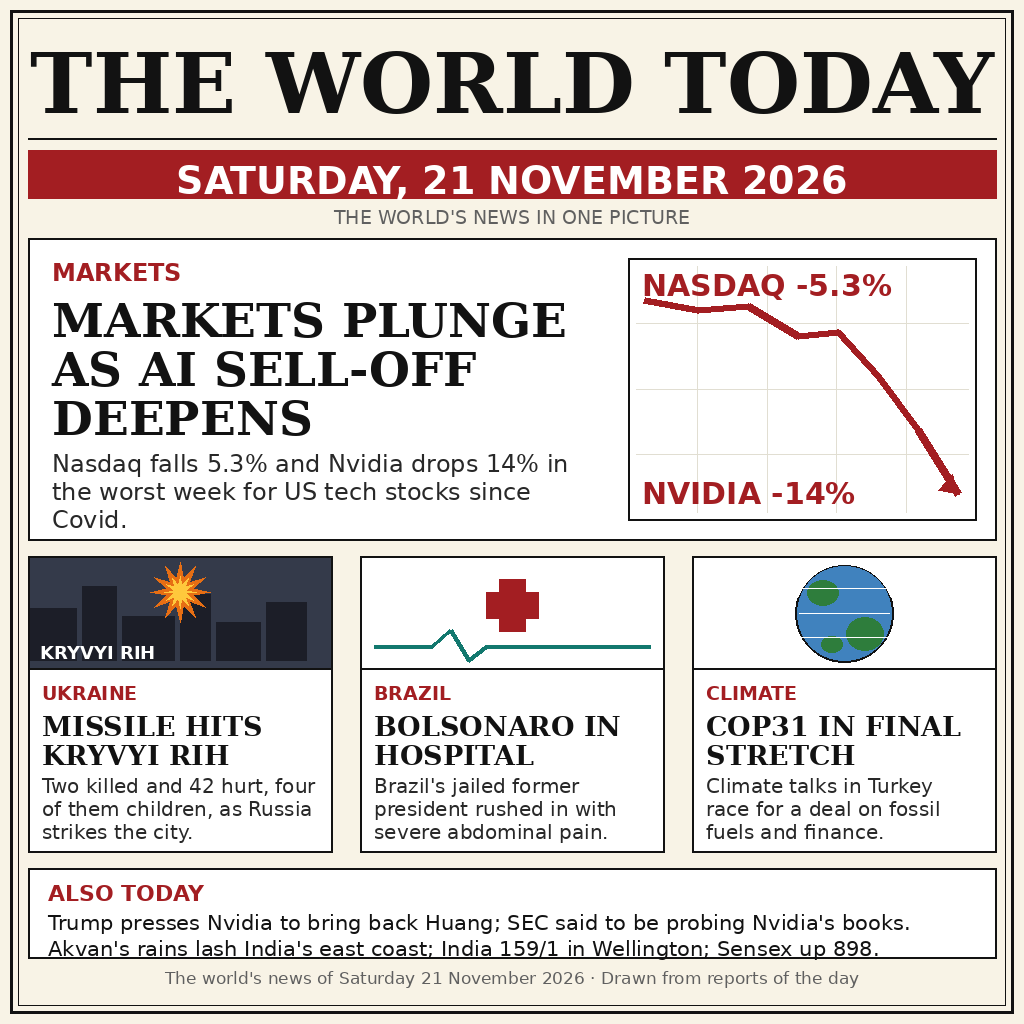 THE WORLD TODAY
SATURDAY, 21 NOVEMBER 2026
THE WORLD'S NEWS IN ONE PICTURE
MARKETS
MARKETS PLUNGE
AS AI SELL-OFF
DEEPENS
Nasdaq falls 5.3% and Nvidia drops 14% in
the worst week for US tech stocks since
Covid.
NASDAQ -5.3%
NVIDIA -14%
KRYVYI RIH
UKRAINE
MISSILE HITS
KRYVYI RIH
Two killed and 42 hurt, four
of them children, as Russia
strikes the city.
BRAZIL
BOLSONARO IN
HOSPITAL
Brazil's jailed former
president rushed in with
severe abdominal pain.
CLIMATE
COP31 IN FINAL
STRETCH
Climate talks in Turkey
race for a deal on fossil
fuels and finance.
ALSO TODAY
Trump presses Nvidia to bring back Huang; SEC said to be probing Nvidia's books.
Akvan's rains lash India's east coast; India 159/1 in Wellington; Sensex up 898.
The world's news of Saturday 21 November 2026 · Drawn from reports of the day